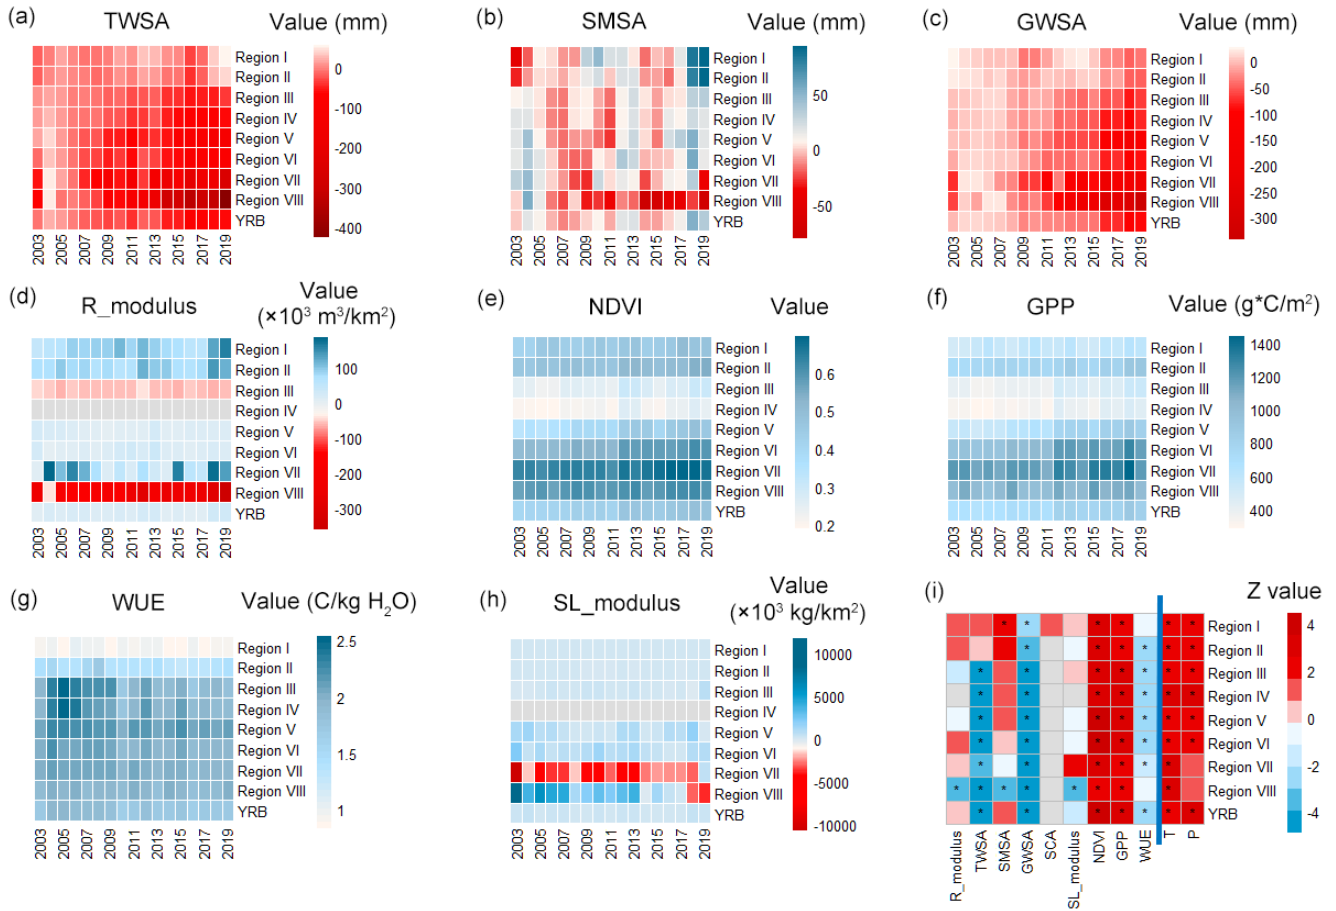 (a)
TWSA
Value (mm)
Region I
Region II
Region III
Region IV
Region V
Region VI
Region VII
Region VIII
YRB
0
-100
-200
-300
-400
2003
2005
2007
2009
2011
2013
2015
2017
2019
(b)
SMSA
Value (mm)
Region I
Region II
Region III
Region IV
Region V
Region VI
Region VII
Region VIII
YRB
50
0
-50
2003
2005
2007
2009
2011
2013
2015
2017
2019
(c)
GWSA
Value (mm)
Region I
Region II
Region III
Region IV
Region V
Region VI
Region VII
Region VIII
YRB
0
-50
-100
-150
-200
-250
-300
2003
2005
2007
2009
2011
2013
2015
2017
2019
(d)
R_modulus
Value
(×10³ m³/km²)
Region I
Region II
Region III
Region IV
Region V
Region VI
Region VII
Region VIII
YRB
100
0
-100
-200
-300
2003
2005
2007
2009
2011
2013
2015
2017
2019
(e)
NDVI
Value
Region I
Region II
Region III
Region IV
Region V
Region VI
Region VII
Region VIII
YRB
0.6
0.5
0.4
0.3
0.2
2003
2005
2007
2009
2011
2013
2015
2017
2019
(f)
GPP
Value (g*C/m²)
Region I
Region II
Region III
Region IV
Region V
Region VI
Region VII
Region VIII
YRB
1400
1200
1000
800
600
400
2003
2005
2007
2009
2011
2013
2015
2017
2019
(g)
WUE
Value (C/kg H₂O)
Region I
Region II
Region III
Region IV
Region V
Region VI
Region VII
Region VIII
YRB
2.5
2
1.5
1
2003
2005
2007
2009
2011
2013
2015
2017
2019
(h)
SL_modulus
Value
(×10³ kg/km²)
Region I
Region II
Region III
Region IV
Region V
Region VI
Region VII
Region VIII
YRB
10000
5000
0
-5000
-10000
2003
2005
2007
2009
2011
2013
2015
2017
2019
(i)
Z value
* * * * * *
Region I
* * * * * *
Region II
* * * * * * *
Region III
* * * * * * *
Region IV
* * * * * * *
Region V
* * * * * * *
Region VI
* * * * * *
Region VII
* * * * * * * *
Region VIII
* * * * * * *
YRB
4
2
0
-2
-4
R_modulus
TWSA
SMSA
GWSA
SCA
SL_modulus
NDVI
GPP
WUE
T
P